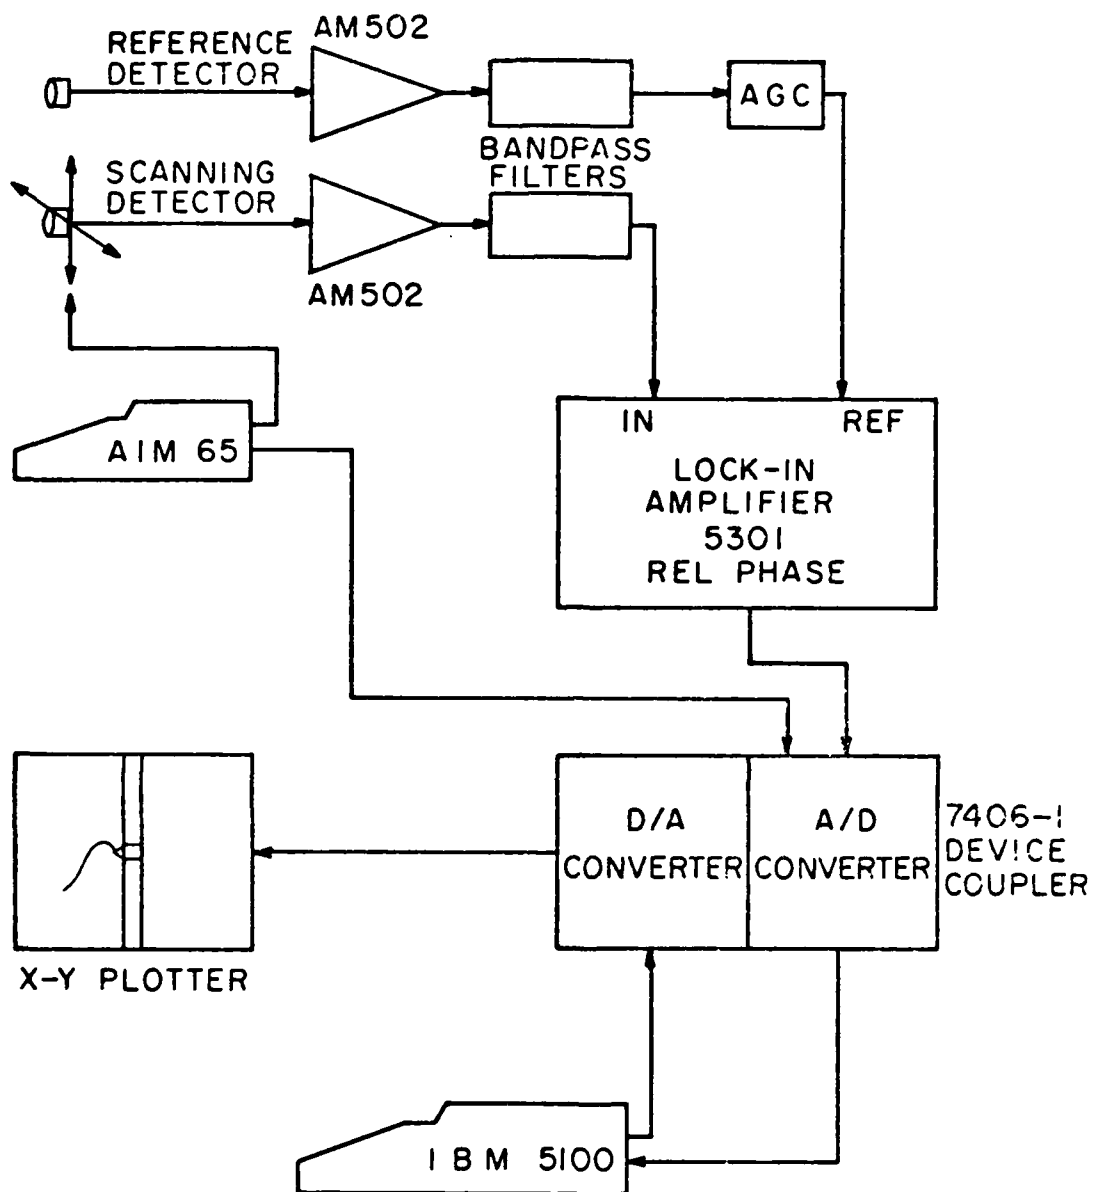 AM502
REFERENCE
DETECTOR
AGC
BANDPASS
FILTERS
SCANNING
DETECTOR
AM502
AIM 65
IN
REF
LOCK-IN
AMPLIFIER
5301
REL PHASE
D/A
CONVERTER
A/D
CONVERTER
7406-1
DEVICE
COUPLER
X-Y PLOTTER
IBM 5100